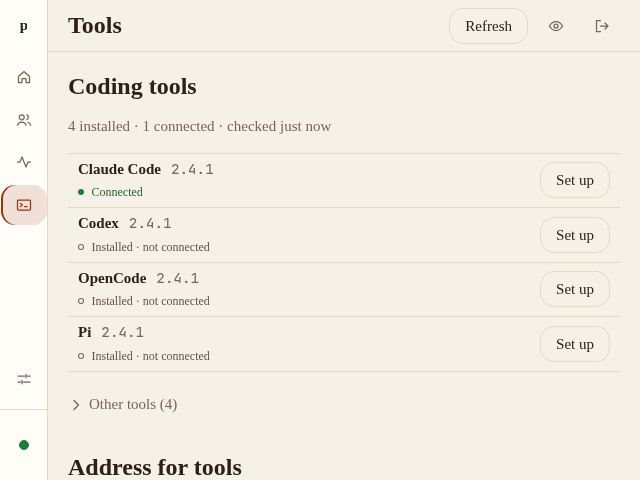 p
Tools
Refresh
Coding tools
4 installed · 1 connected · checked just now
Claude Code 2.4.1
Connected
Set up
Codex 2.4.1
Installed · not connected
Set up
OpenCode 2.4.1
Installed · not connected
Set up
Pi 2.4.1
Installed · not connected
Set up
Other tools (4)
Address for tools